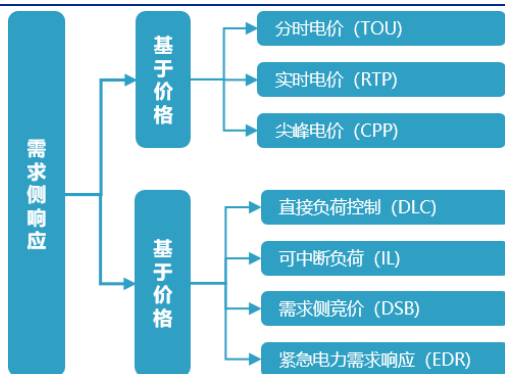 需求侧响应
基于价格
分时电价 (TOU)
实时电价 (RTP)
尖峰电价 (CPP)
基于价格
直接负荷控制 (DLC)
可中断负荷 (IL)
需求侧竞价 (DSB)
紧急电力需求响应 (EDR)